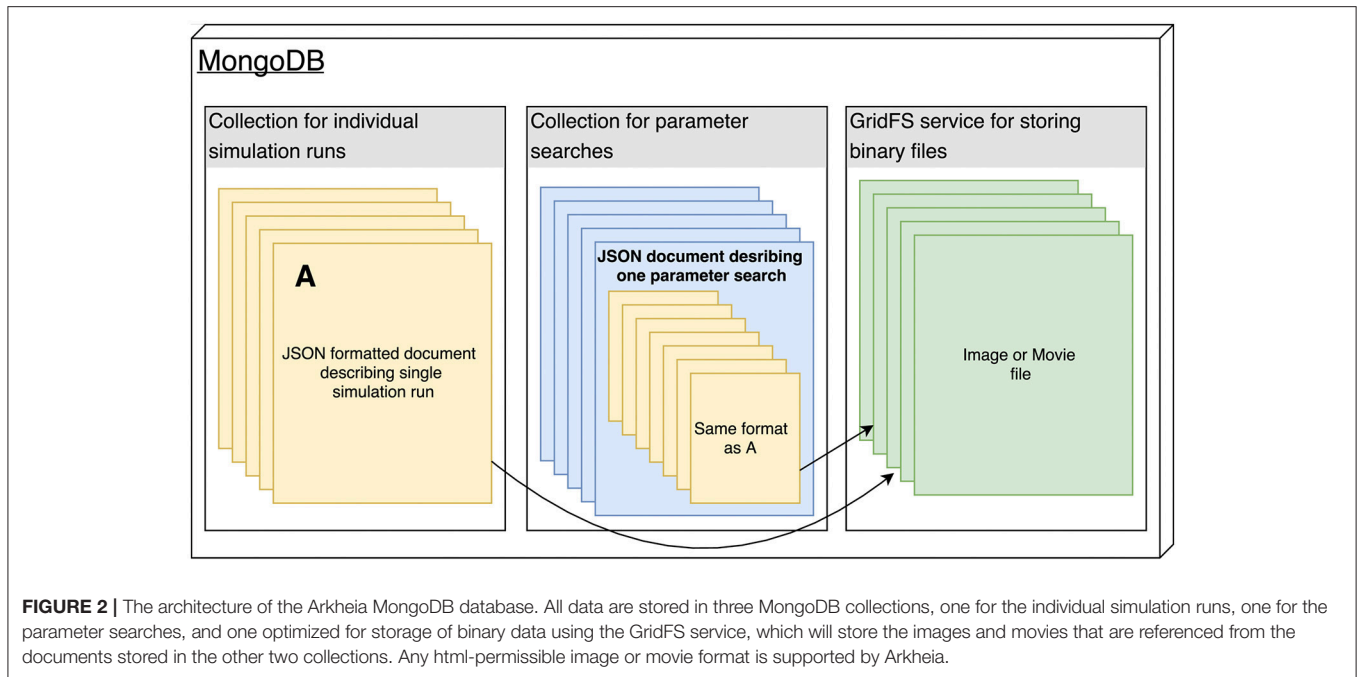 MongoDB
Collection for individual
simulation runs
Collection for parameter
searches
GridFS service for storing
binary files
A
JSON formatted document
describing single
simulation run
JSON document desribing
one parameter search
Same format
as A
Image or Movie
file
FIGURE 2 | The architecture of the Arkheia MongoDB database. All data are stored in three MongoDB collections, one for the individual simulation runs, one for the
parameter searches, and one optimized for storage of binary data using the GridFS service, which will store the images and movies that are referenced from the
documents stored in the other two collections. Any html-permissible image or movie format is supported by Arkheia.